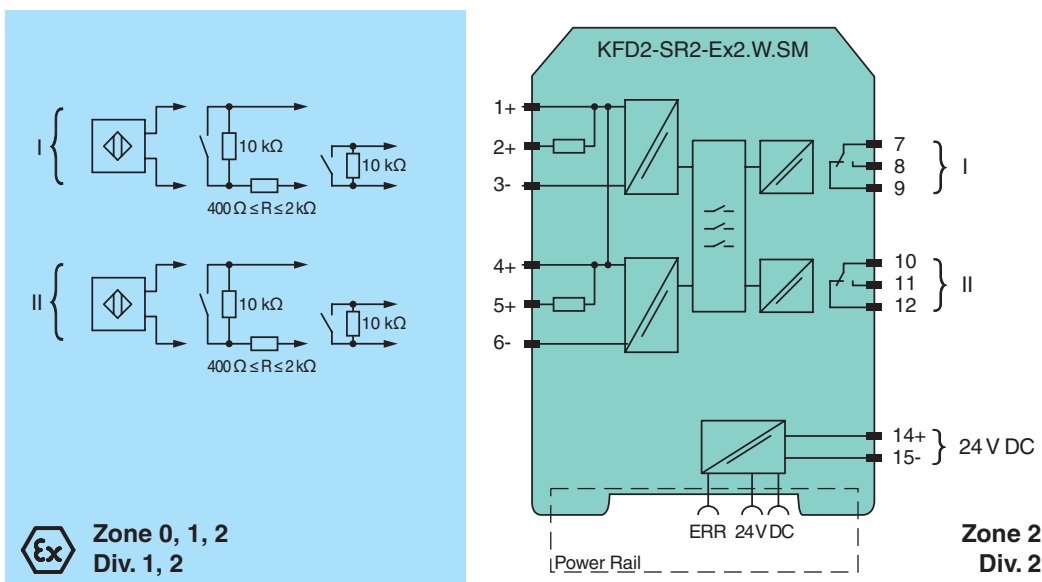 KFD2-SR2-Ex2.W.SM
I
10 kΩ
10 kΩ
400 Ω ≤ R ≤ 2 kΩ
II
10 kΩ
10 kΩ
400 Ω ≤ R ≤ 2 kΩ
1+
2+
3-
4+
5+
6-
7
8
9
I
10
11
12
II
14+
15-
24 V DC
ERR 24 V DC
Power Rail
Ex
Zone 0, 1, 2
Div. 1, 2
Zone 2
Div. 2